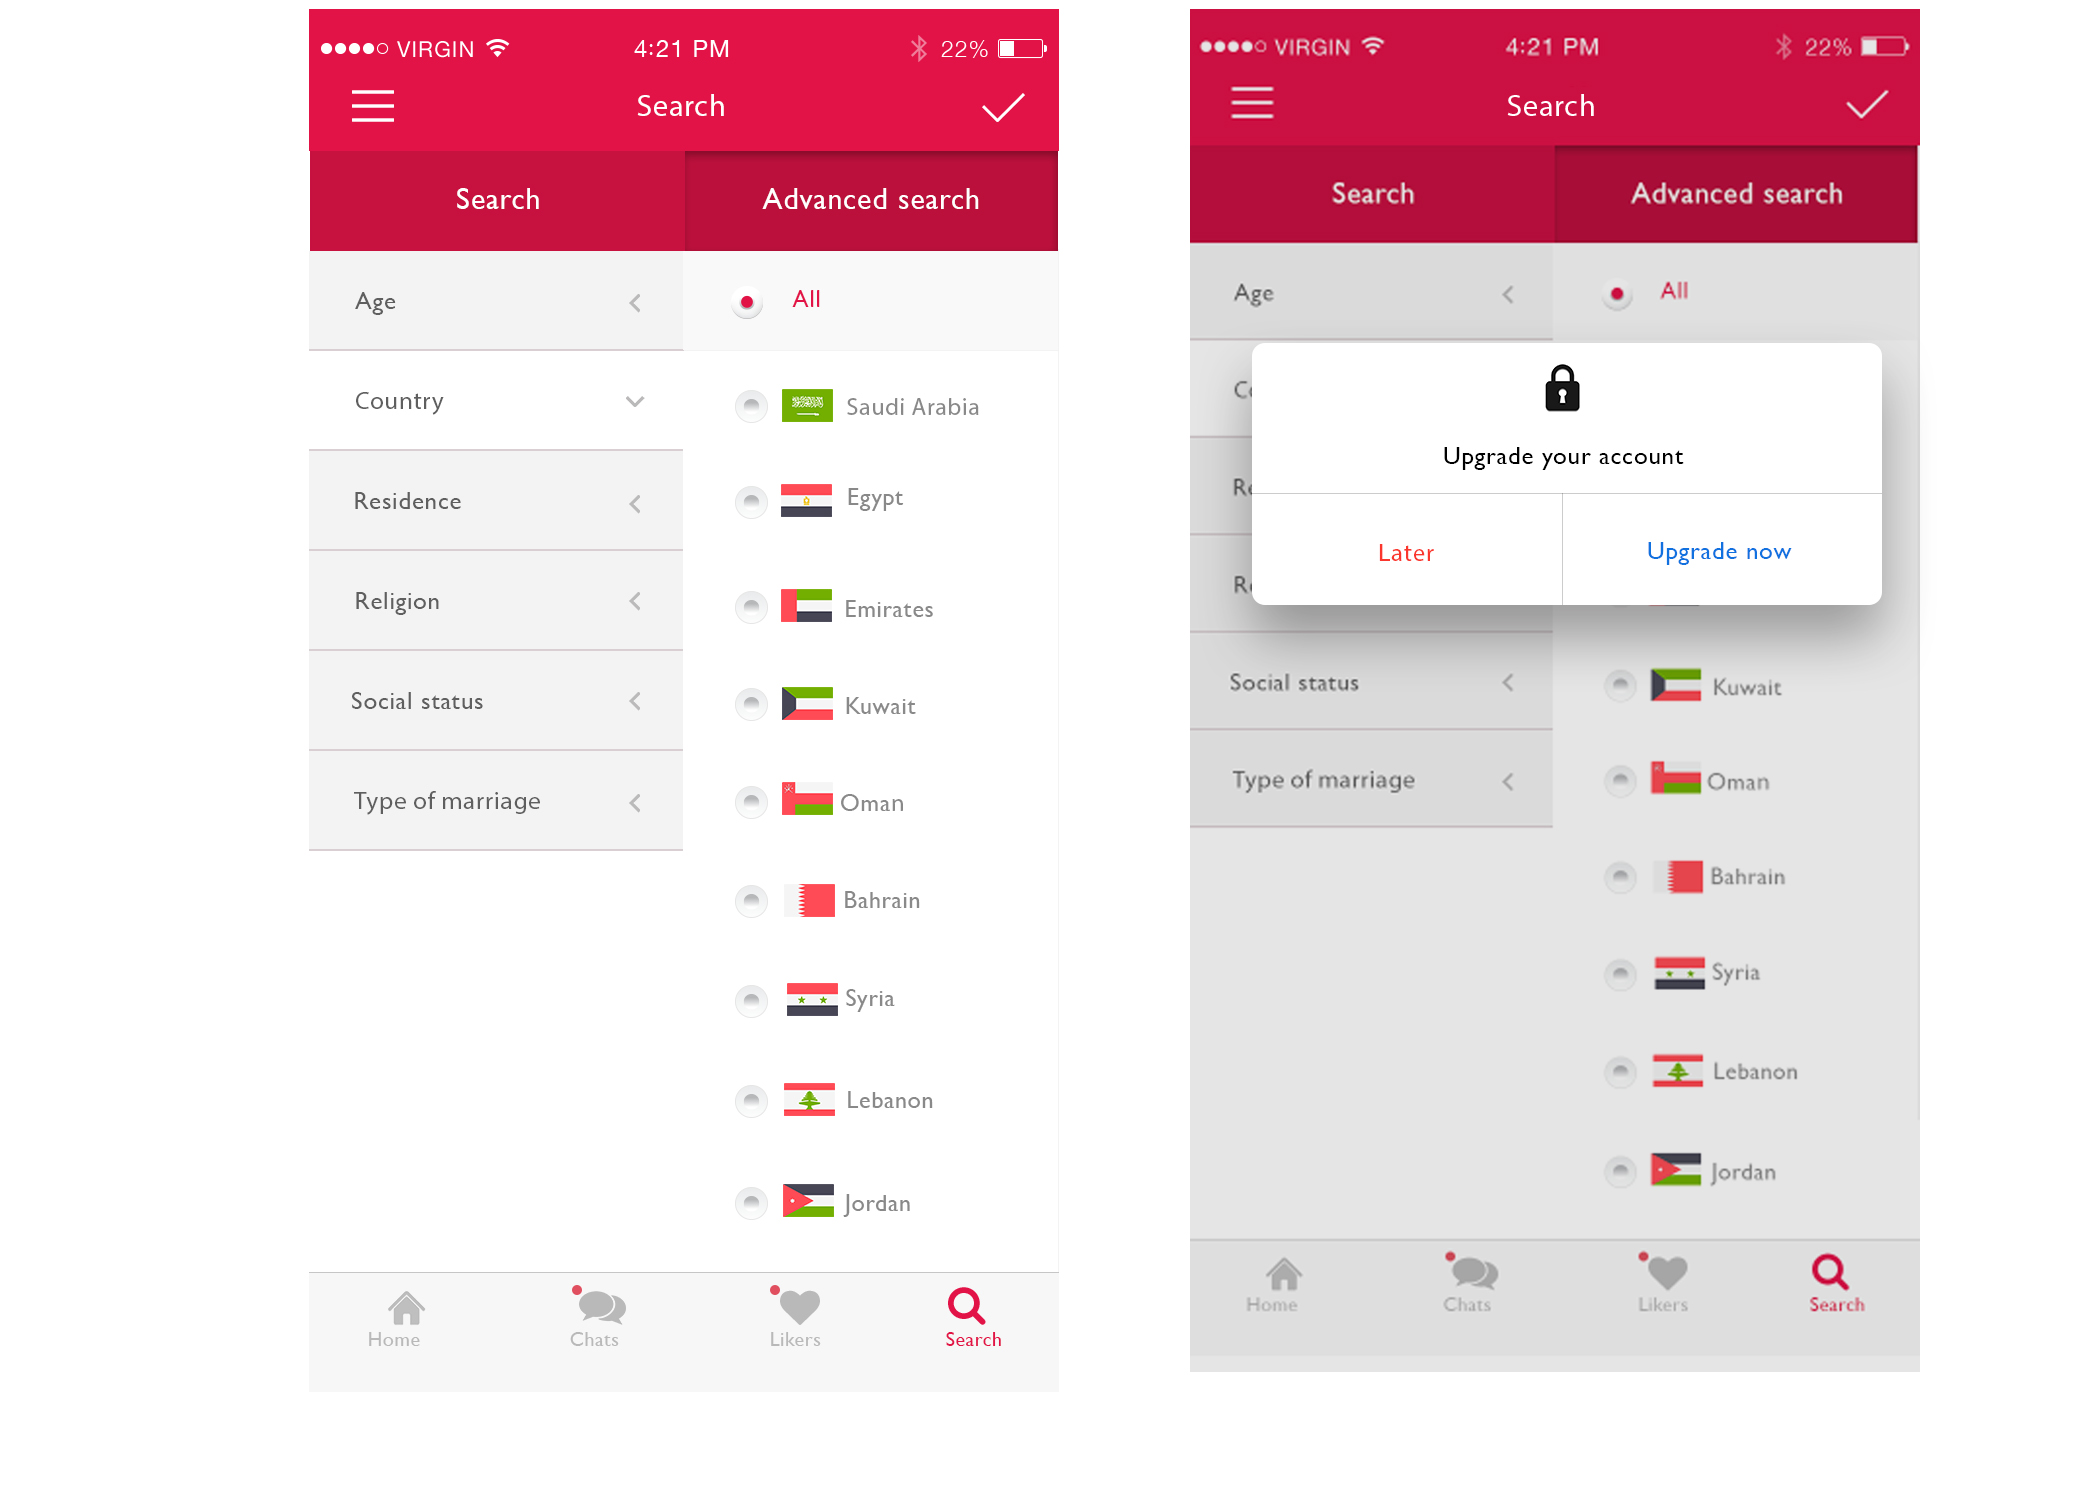 VIRGIN 4:21 PM 22%
Search
Search Advanced search
Age
Country
Residence
Religion
Social status
Type of marriage
All
Saudi Arabia
Egypt
Emirates
Kuwait
Oman
Bahrain
Syria
Lebanon
Jordan
Home Chats Likers Search
VIRGIN 4:21 PM 22%
Search
Search Advanced search
Age
All
Upgrade your account
Later Upgrade now
Social status
Type of marriage
Kuwait
Oman
Bahrain
Syria
Lebanon
Jordan
Home Chats Likers Search